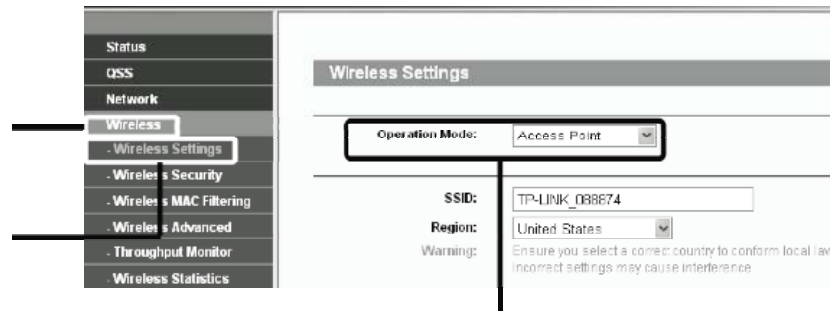 Status
QSS
Network
Wireless
- Wireless Settings
- Wireless Security
- Wireless MAC Filtering
- Wireless Advanced
- Throughput Monitor
- Wireless Statistics
Wireless Settings
Operation Mode: Access Point
SSID: TP-LINK_088874
Region: United States
Warning: Ensure you select a correct country to conform local law
Incorrect settings may cause interference.